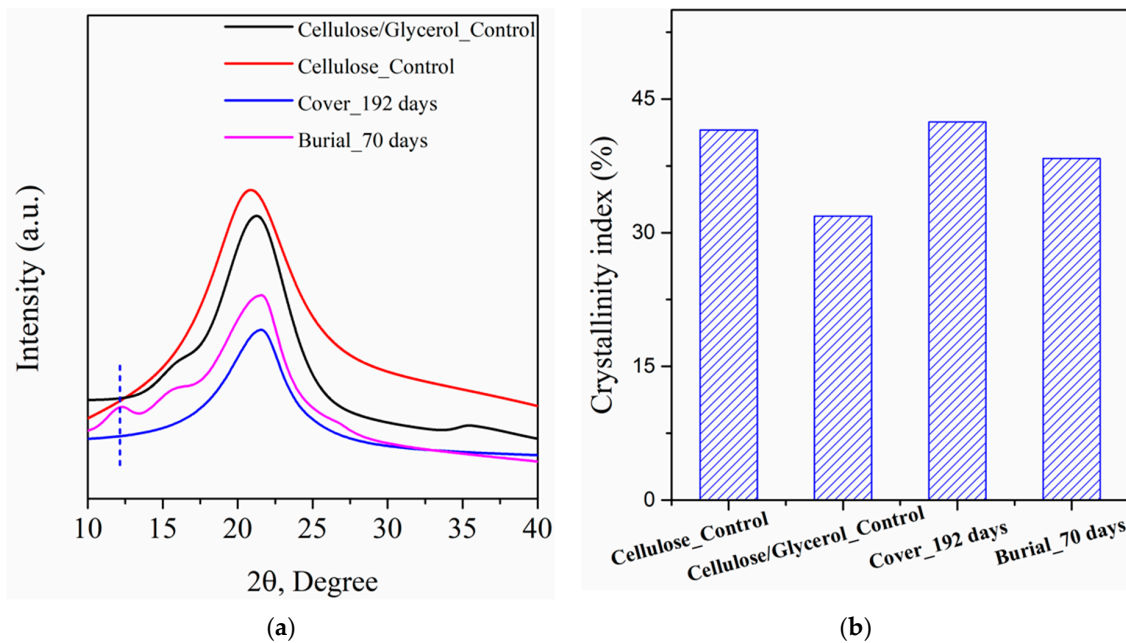 Cellulose/Glycerol_Control
Cellulose_Control
Cover_192 days
Burial_70 days
Intensity (a.u.)
10 15 20 25 30 35 40
2θ, Degree
(a)
Crystallinity index (%)
45
30
15
0
Cellulose_Control
Cellulose/Glycerol_Control
Cover_192 days
Burial_70 days
(b)